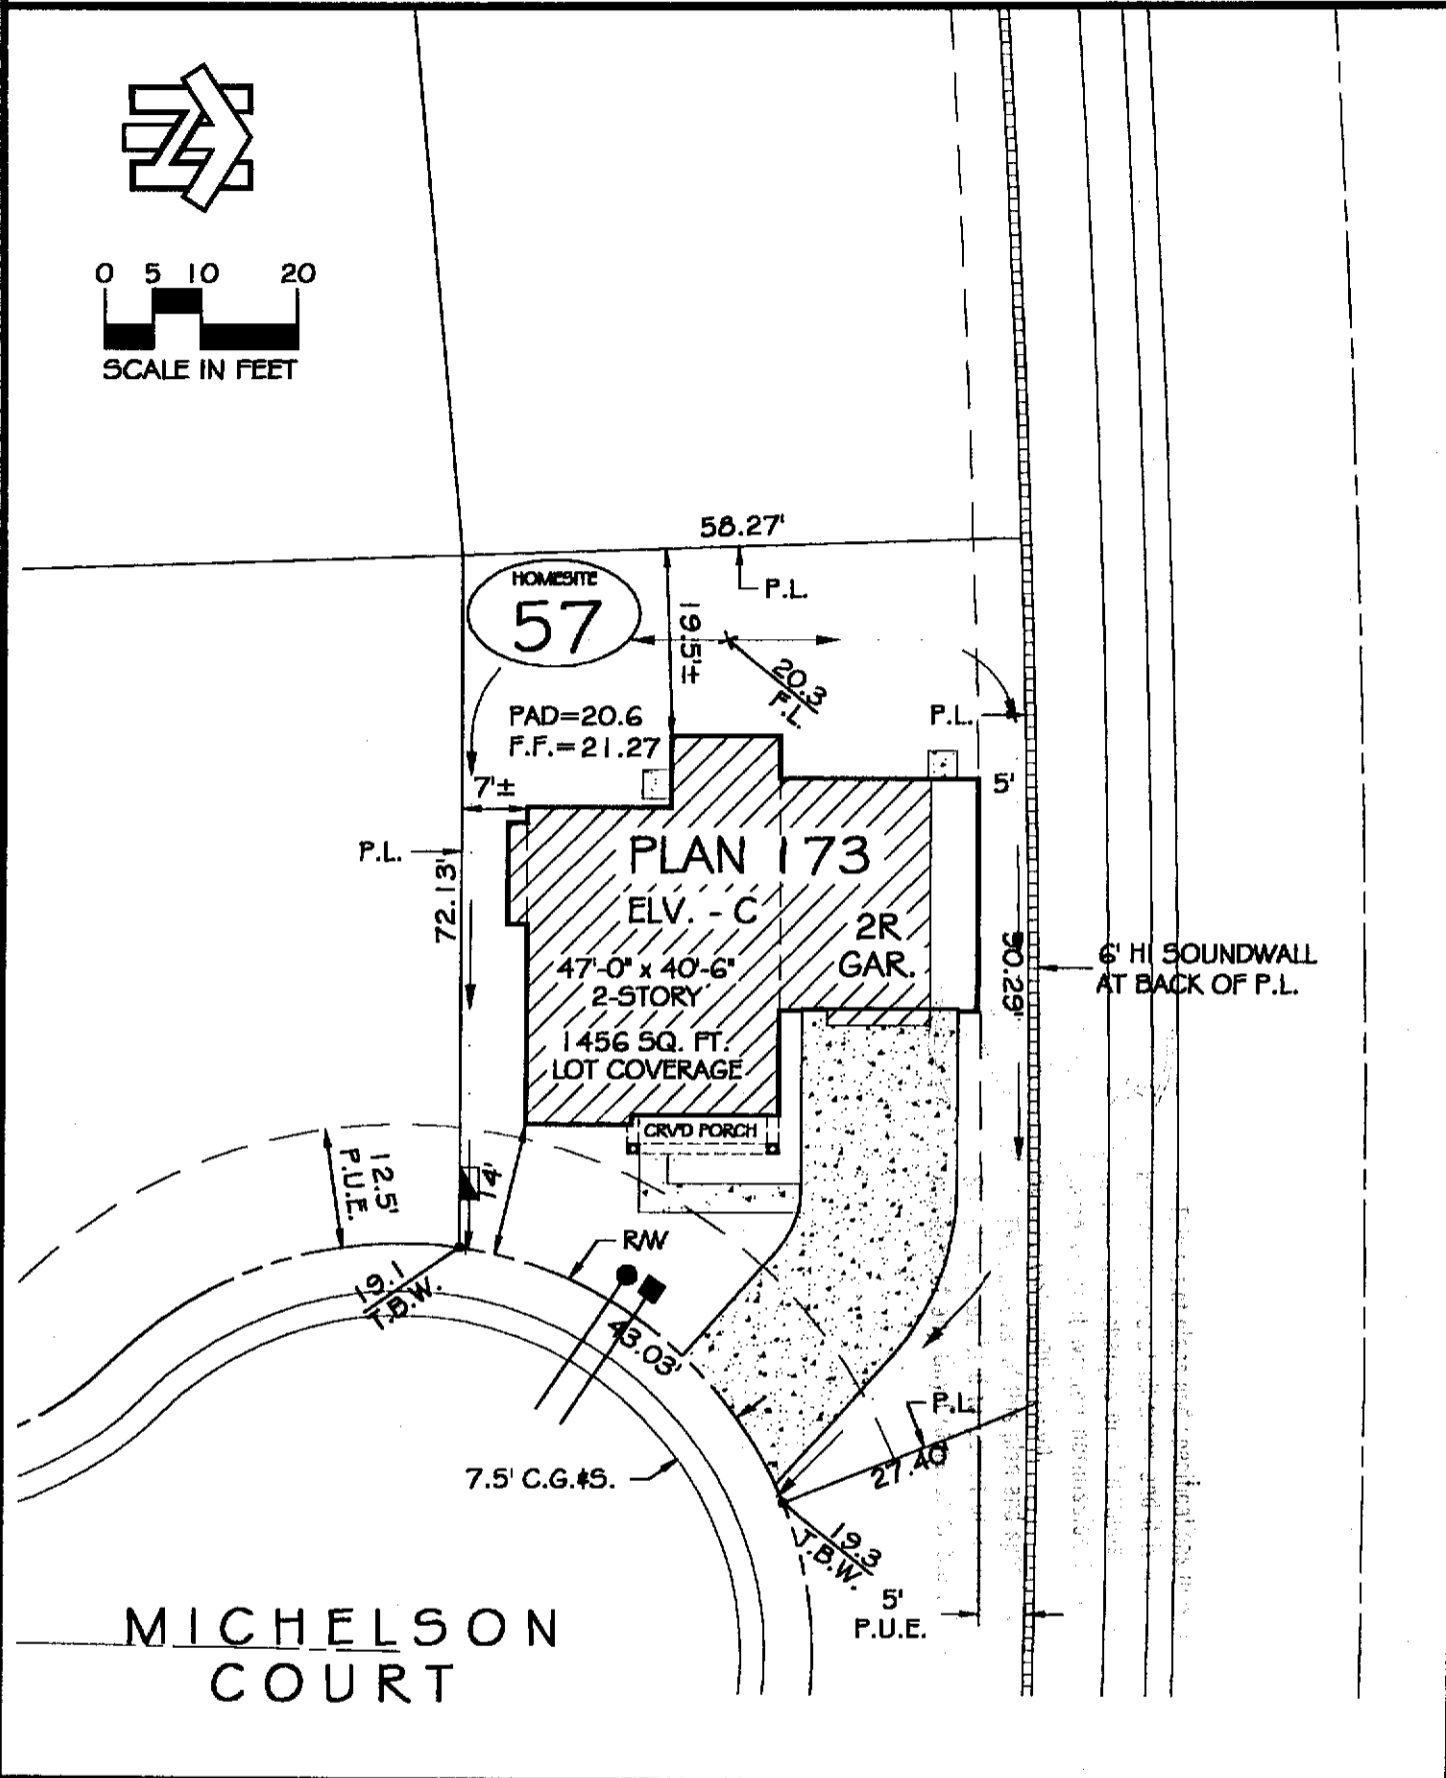 0 5 10 20
SCALE IN FEET
58.27'
P.L.
HOMESITE
57
19.5'±
20.3
F.L.
PAD=20.6
F.F.=21.27
P.L.
7'±
5'
P.L.
72.13'
PLAN 173
ELV. - C
2R
GAR.
47'-0" x 40'-6"
2-STORY
1456 SQ. FT.
LOT COVERAGE
90.29'
6' HI SOUNDWALL
AT BACK OF P.L.
CRV'D PORCH
12.5'
P.U.E.
14'
R/W
19.1
T.B.W.
43.03'
P.L.
27.40'
7.5' C.G.&S.
19.3
T.B.W.
5'
P.U.E.
MICHELSON
COURT